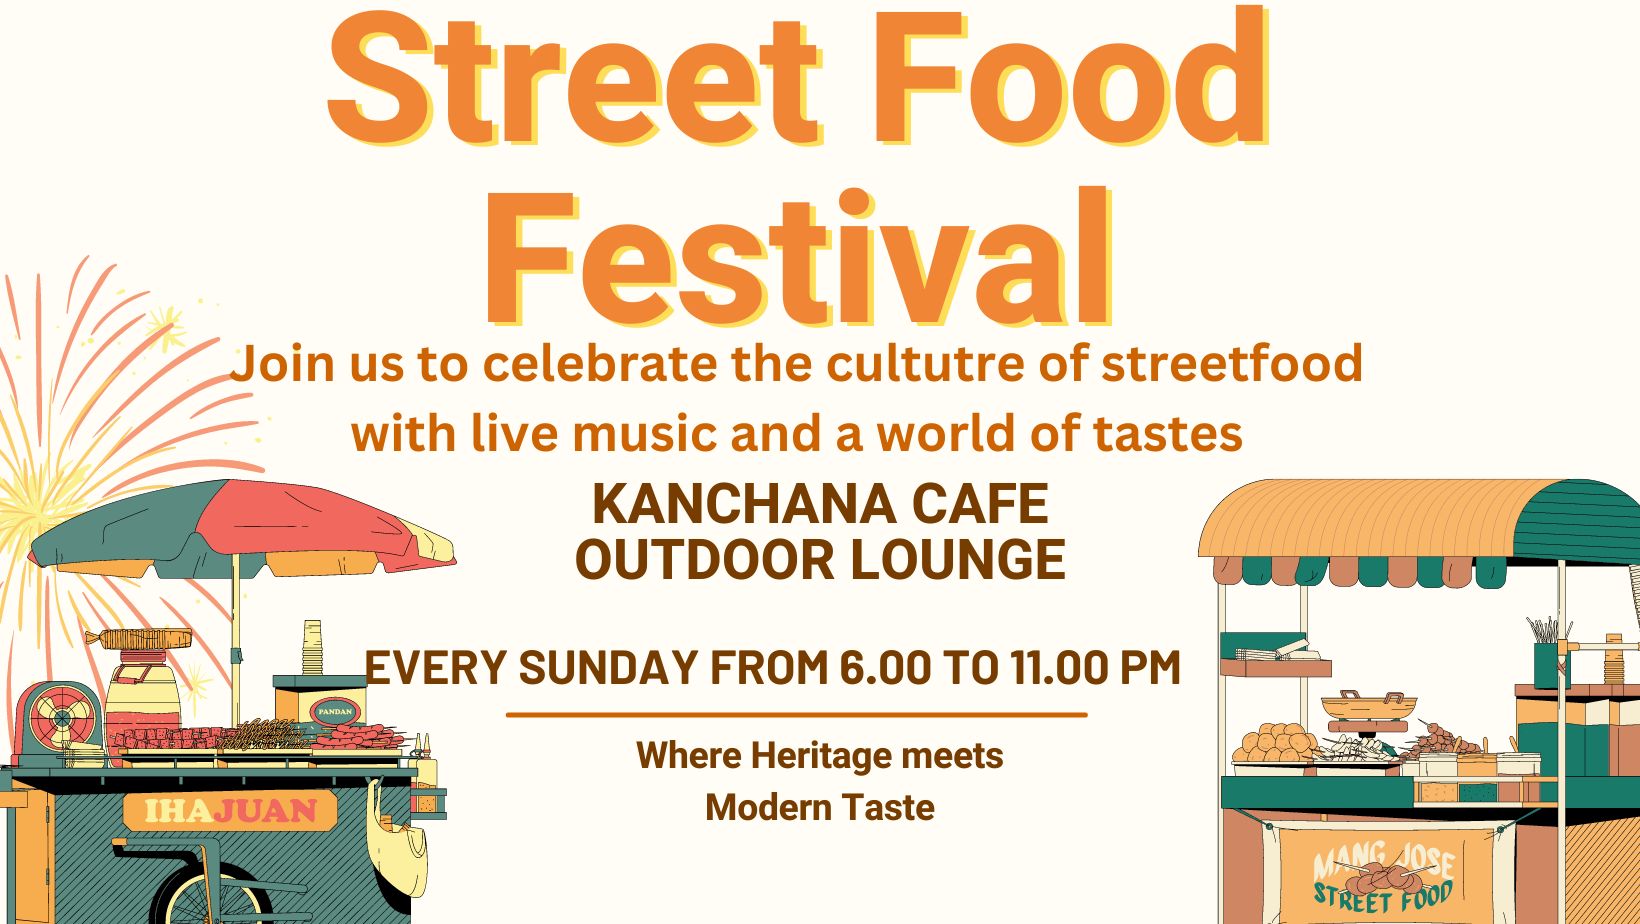 Street Food
Festival
Join us to celebrate the cultutre of streetfood
with live music and a world of tastes
KANCHANA CAFE
OUTDOOR LOUNGE
EVERY SUNDAY FROM 6.00 TO 11.00 PM
PANDAN
Where Heritage meets
Modern Taste
IHAJUAN
MANG JOSE
STREET FOOD